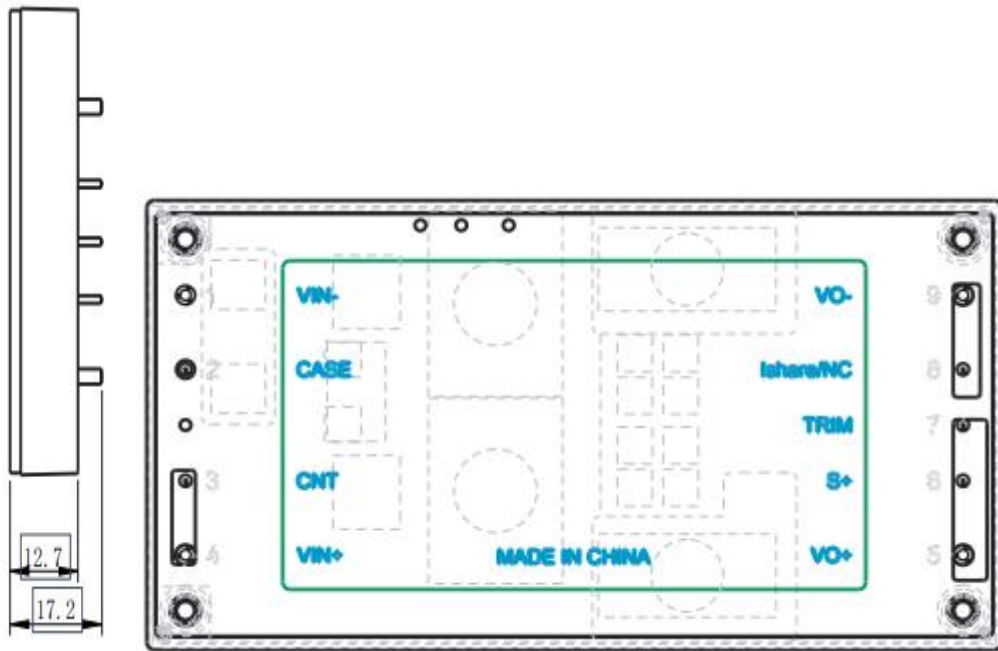 1 VIN- VO- 9
2 CASE Ishare/NC 8
TRIM 7
3 CNT S+ 6
4 VIN+ MADE IN CHINA VO+ 5
12.7
17.2